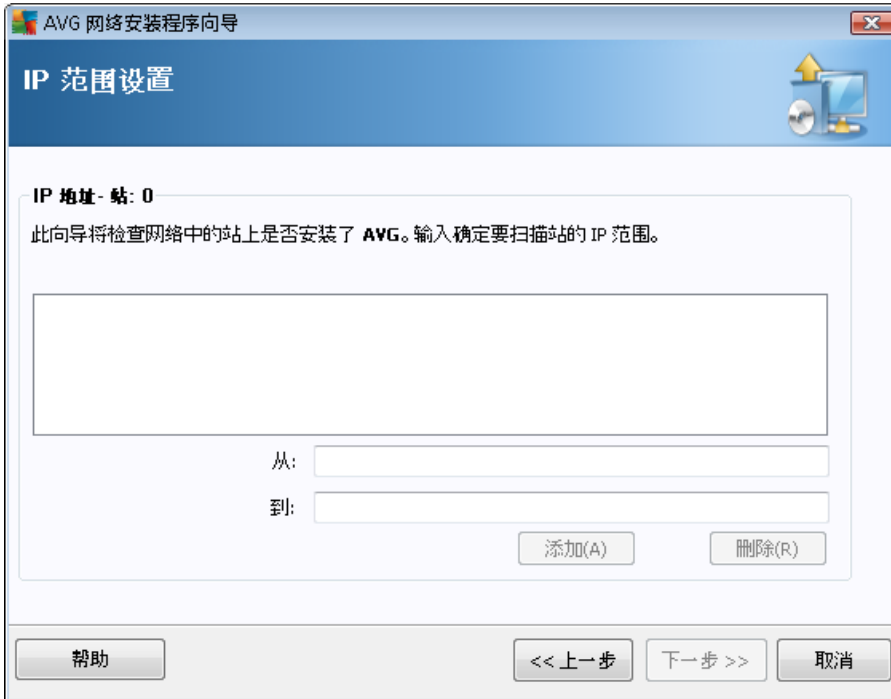 AVG 网络安装程序向导
IP 范围设置
IP 地址- 站: 0
此向导将检查网络中的站上是否安装了 AVG。输入确定要扫描站的 IP 范围。
从:
到:
添加(A) 删除(R)
帮助 << 上一步 下一步 >> 取消